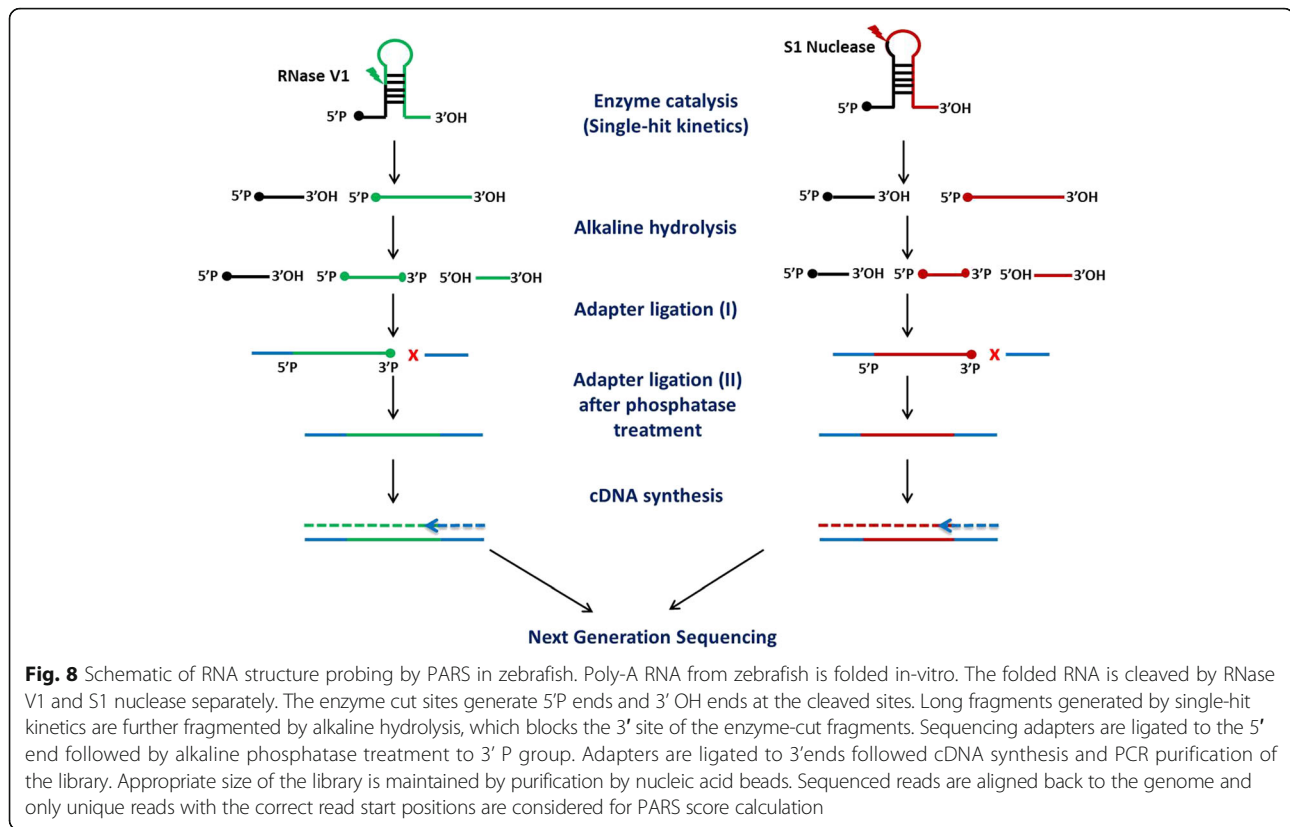 RNase V1
S1 Nuclease
5'P 3'OH
5'P 3'OH
Enzyme catalysis
(Single-hit kinetics)
5'P 3'OH 5'P 3'OH
5'P 3'OH 5'P 3'OH
Alkaline hydrolysis
5'P 3'OH 5'P 3'P 5'OH 3'OH
5'P 3'OH 5'P 3'P 5'OH 3'OH
Adapter ligation (I)
X
X
5'P 3'P
5'P 3'P
Adapter ligation (II)
after phosphatase
treatment
cDNA synthesis
Next Generation Sequencing
Fig. 8 Schematic of RNA structure probing by PARS in zebrafish. Poly-A RNA from zebrafish is folded in-vitro. The folded RNA is cleaved by RNase
V1 and S1 nuclease separately. The enzyme cut sites generate 5'P ends and 3' OH ends at the cleaved sites. Long fragments generated by single-hit
kinetics are further fragmented by alkaline hydrolysis, which blocks the 3′ site of the enzyme-cut fragments. Sequencing adapters are ligated to the 5′
end followed by alkaline phosphatase treatment to 3' P group. Adapters are ligated to 3'ends followed cDNA synthesis and PCR purification of
the library. Appropriate size of the library is maintained by purification by nucleic acid beads. Sequenced reads are aligned back to the genome and
only unique reads with the correct read start positions are considered for PARS score calculation